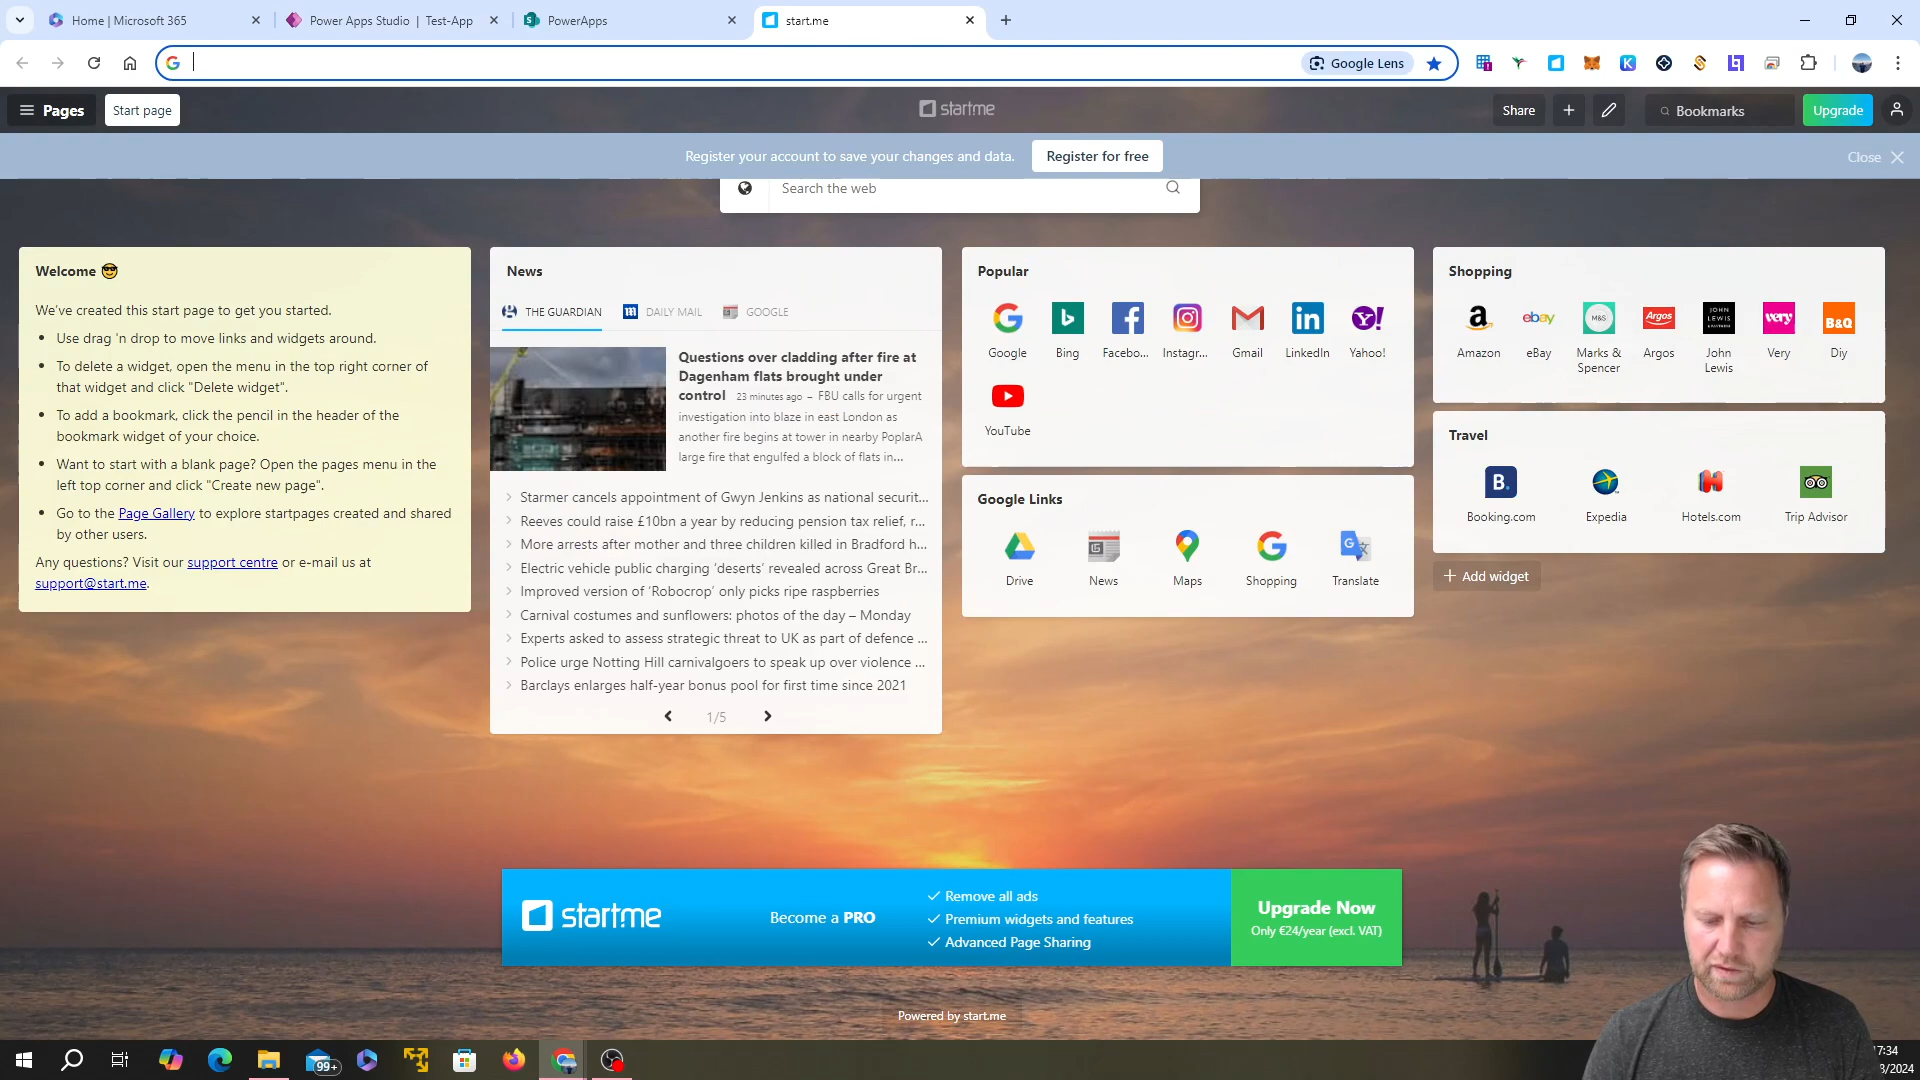 Home | Microsoft 365
Power Apps Studio | Test-App
PowerApps
start.me
Google Lens
Pages
Start page
start.me
Share
Bookmarks
Upgrade
Register your account to save your changes and data.
Register for free
Close
Search the web
Welcome 😎
We've created this start page to get you started.
Use drag 'n drop to move links and widgets around.
To delete a widget, open the menu in the top right corner of
that widget and click "Delete widget".
To add a bookmark, click the pencil in the header of the
bookmark widget of your choice.
Want to start with a blank page? Open the pages menu in the
left top corner and click "Create new page".
Go to the Page Gallery to explore startpages created and shared
by other users.
Any questions? Visit our support centre or e-mail us at
support@start.me.
News
THE GUARDIAN
DAILY MAIL
GOOGLE
Questions over cladding after fire at
Dagenham flats brought under
control 23 minutes ago – FBU calls for urgent
investigation into blaze in east London as
another fire begins at tower in nearby PoplarA
large fire that engulfed a block of flats in...
Starmer cancels appointment of Gwyn Jenkins as national securit...
Reeves could raise £10bn a year by reducing pension tax relief, r...
More arrests after mother and three children killed in Bradford h...
Electric vehicle public charging ‘deserts’ revealed across Great Br...
Improved version of ‘Robocrop’ only picks ripe raspberries
Carnival costumes and sunflowers: photos of the day – Monday
Experts asked to assess strategic threat to UK as part of defence ...
Police urge Notting Hill carnivalgoers to speak up over violence ...
Barclays enlarges half-year bonus pool for first time since 2021
1/5
Popular
Google
Bing
Facebo...
Instagr...
Gmail
LinkedIn
Yahoo!
YouTube
Google Links
Drive
News
Maps
Shopping
Translate
Shopping
ebay
M&S
Argos
JOHN
LEWIS
very
B&Q
Amazon
eBay
Marks &
Spencer
Argos
John
Lewis
Very
Diy
Travel
B.
Booking.com
Expedia
Hotels.com
Trip Advisor
Add widget
start.me
Become a PRO
Remove all ads
Premium widgets and features
Advanced Page Sharing
Upgrade Now
Only €24/year (excl. VAT)
Powered by start.me
99+
7:34
8/2024